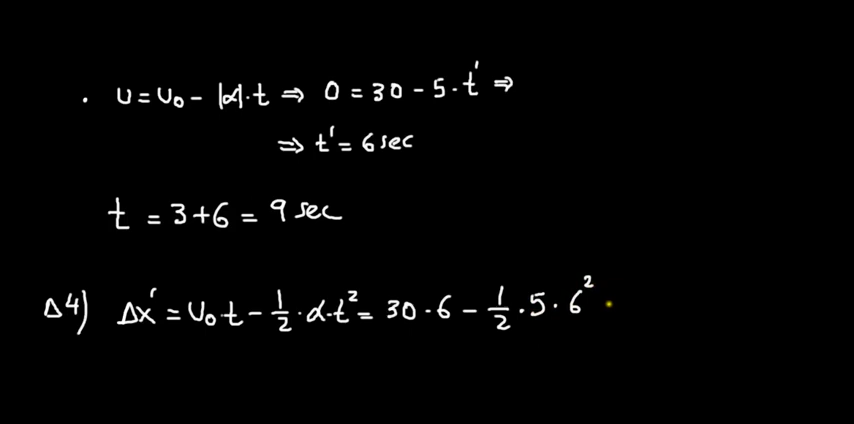 . υ = υ₀ - |α|·t ⇒ 0 = 30 - 5·t' ⇒
⇒ t' = 6 sec
t = 3+6 = 9 sec
Δ4) Δx' = υ₀·t - 1/2·α·t² = 30·6 - 1/2·5·6²